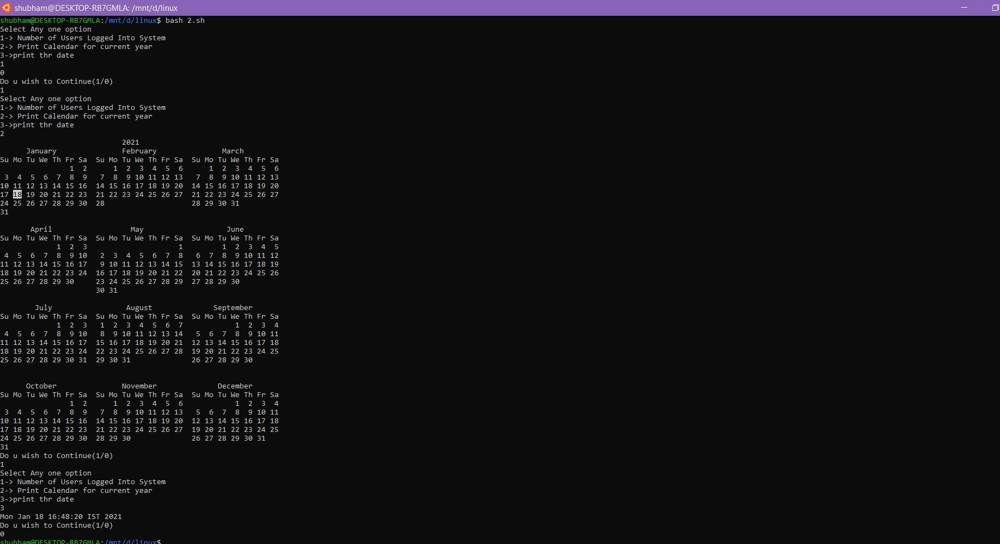 shubham@DESKTOP-RB7GMLA: /mnt/d/linux
shubham@DESKTOP-RB7GMLA:/mnt/d/linux$ bash 2.sh
Select Any one option
1-> Number of Users Logged Into System
2-> Print Calendar for current year
3->print thr date
1
0
Do u wish to Continue(1/0)
1
Select Any one option
1-> Number of Users Logged Into System
2-> Print Calendar for current year
3->print thr date
2
                            2021
      January               February               March
Su Mo Tu We Th Fr Sa  Su Mo Tu We Th Fr Sa  Su Mo Tu We Th Fr Sa
                1  2      1  2  3  4  5  6      1  2  3  4  5  6
 3  4  5  6  7  8  9   7  8  9 10 11 12 13   7  8  9 10 11 12 13
10 11 12 13 14 15 16  14 15 16 17 18 19 20  14 15 16 17 18 19 20
17 18 19 20 21 22 23  21 22 23 24 25 26 27  21 22 23 24 25 26 27
24 25 26 27 28 29 30  28                    28 29 30 31
31

       April                  May                   June
Su Mo Tu We Th Fr Sa  Su Mo Tu We Th Fr Sa  Su Mo Tu We Th Fr Sa
             1  2  3                     1         1  2  3  4  5
 4  5  6  7  8  9 10   2  3  4  5  6  7  8   6  7  8  9 10 11 12
11 12 13 14 15 16 17   9 10 11 12 13 14 15  13 14 15 16 17 18 19
18 19 20 21 22 23 24  16 17 18 19 20 21 22  20 21 22 23 24 25 26
25 26 27 28 29 30     23 24 25 26 27 28 29  27 28 29 30
                      30 31

        July                 August              September
Su Mo Tu We Th Fr Sa  Su Mo Tu We Th Fr Sa  Su Mo Tu We Th Fr Sa
             1  2  3   1  2  3  4  5  6  7            1  2  3  4
 4  5  6  7  8  9 10   8  9 10 11 12 13 14   5  6  7  8  9 10 11
11 12 13 14 15 16 17  15 16 17 18 19 20 21  12 13 14 15 16 17 18
18 19 20 21 22 23 24  22 23 24 25 26 27 28  19 20 21 22 23 24 25
25 26 27 28 29 30 31  29 30 31              26 27 28 29 30

      October               November              December
Su Mo Tu We Th Fr Sa  Su Mo Tu We Th Fr Sa  Su Mo Tu We Th Fr Sa
                1  2      1  2  3  4  5  6            1  2  3  4
 3  4  5  6  7  8  9   7  8  9 10 11 12 13   5  6  7  8  9 10 11
10 11 12 13 14 15 16  14 15 16 17 18 19 20  12 13 14 15 16 17 18
17 18 19 20 21 22 23  21 22 23 24 25 26 27  19 20 21 22 23 24 25
24 25 26 27 28 29 30  28 29 30              26 27 28 29 30 31
31
Do u wish to Continue(1/0)
1
Select Any one option
1-> Number of Users Logged Into System
2-> Print Calendar for current year
3->print thr date
3
Mon Jan 18 16:48:20 IST 2021
Do u wish to Continue(1/0)
0
shubham@DESKTOP-RB7GMLA:/mnt/d/linux$